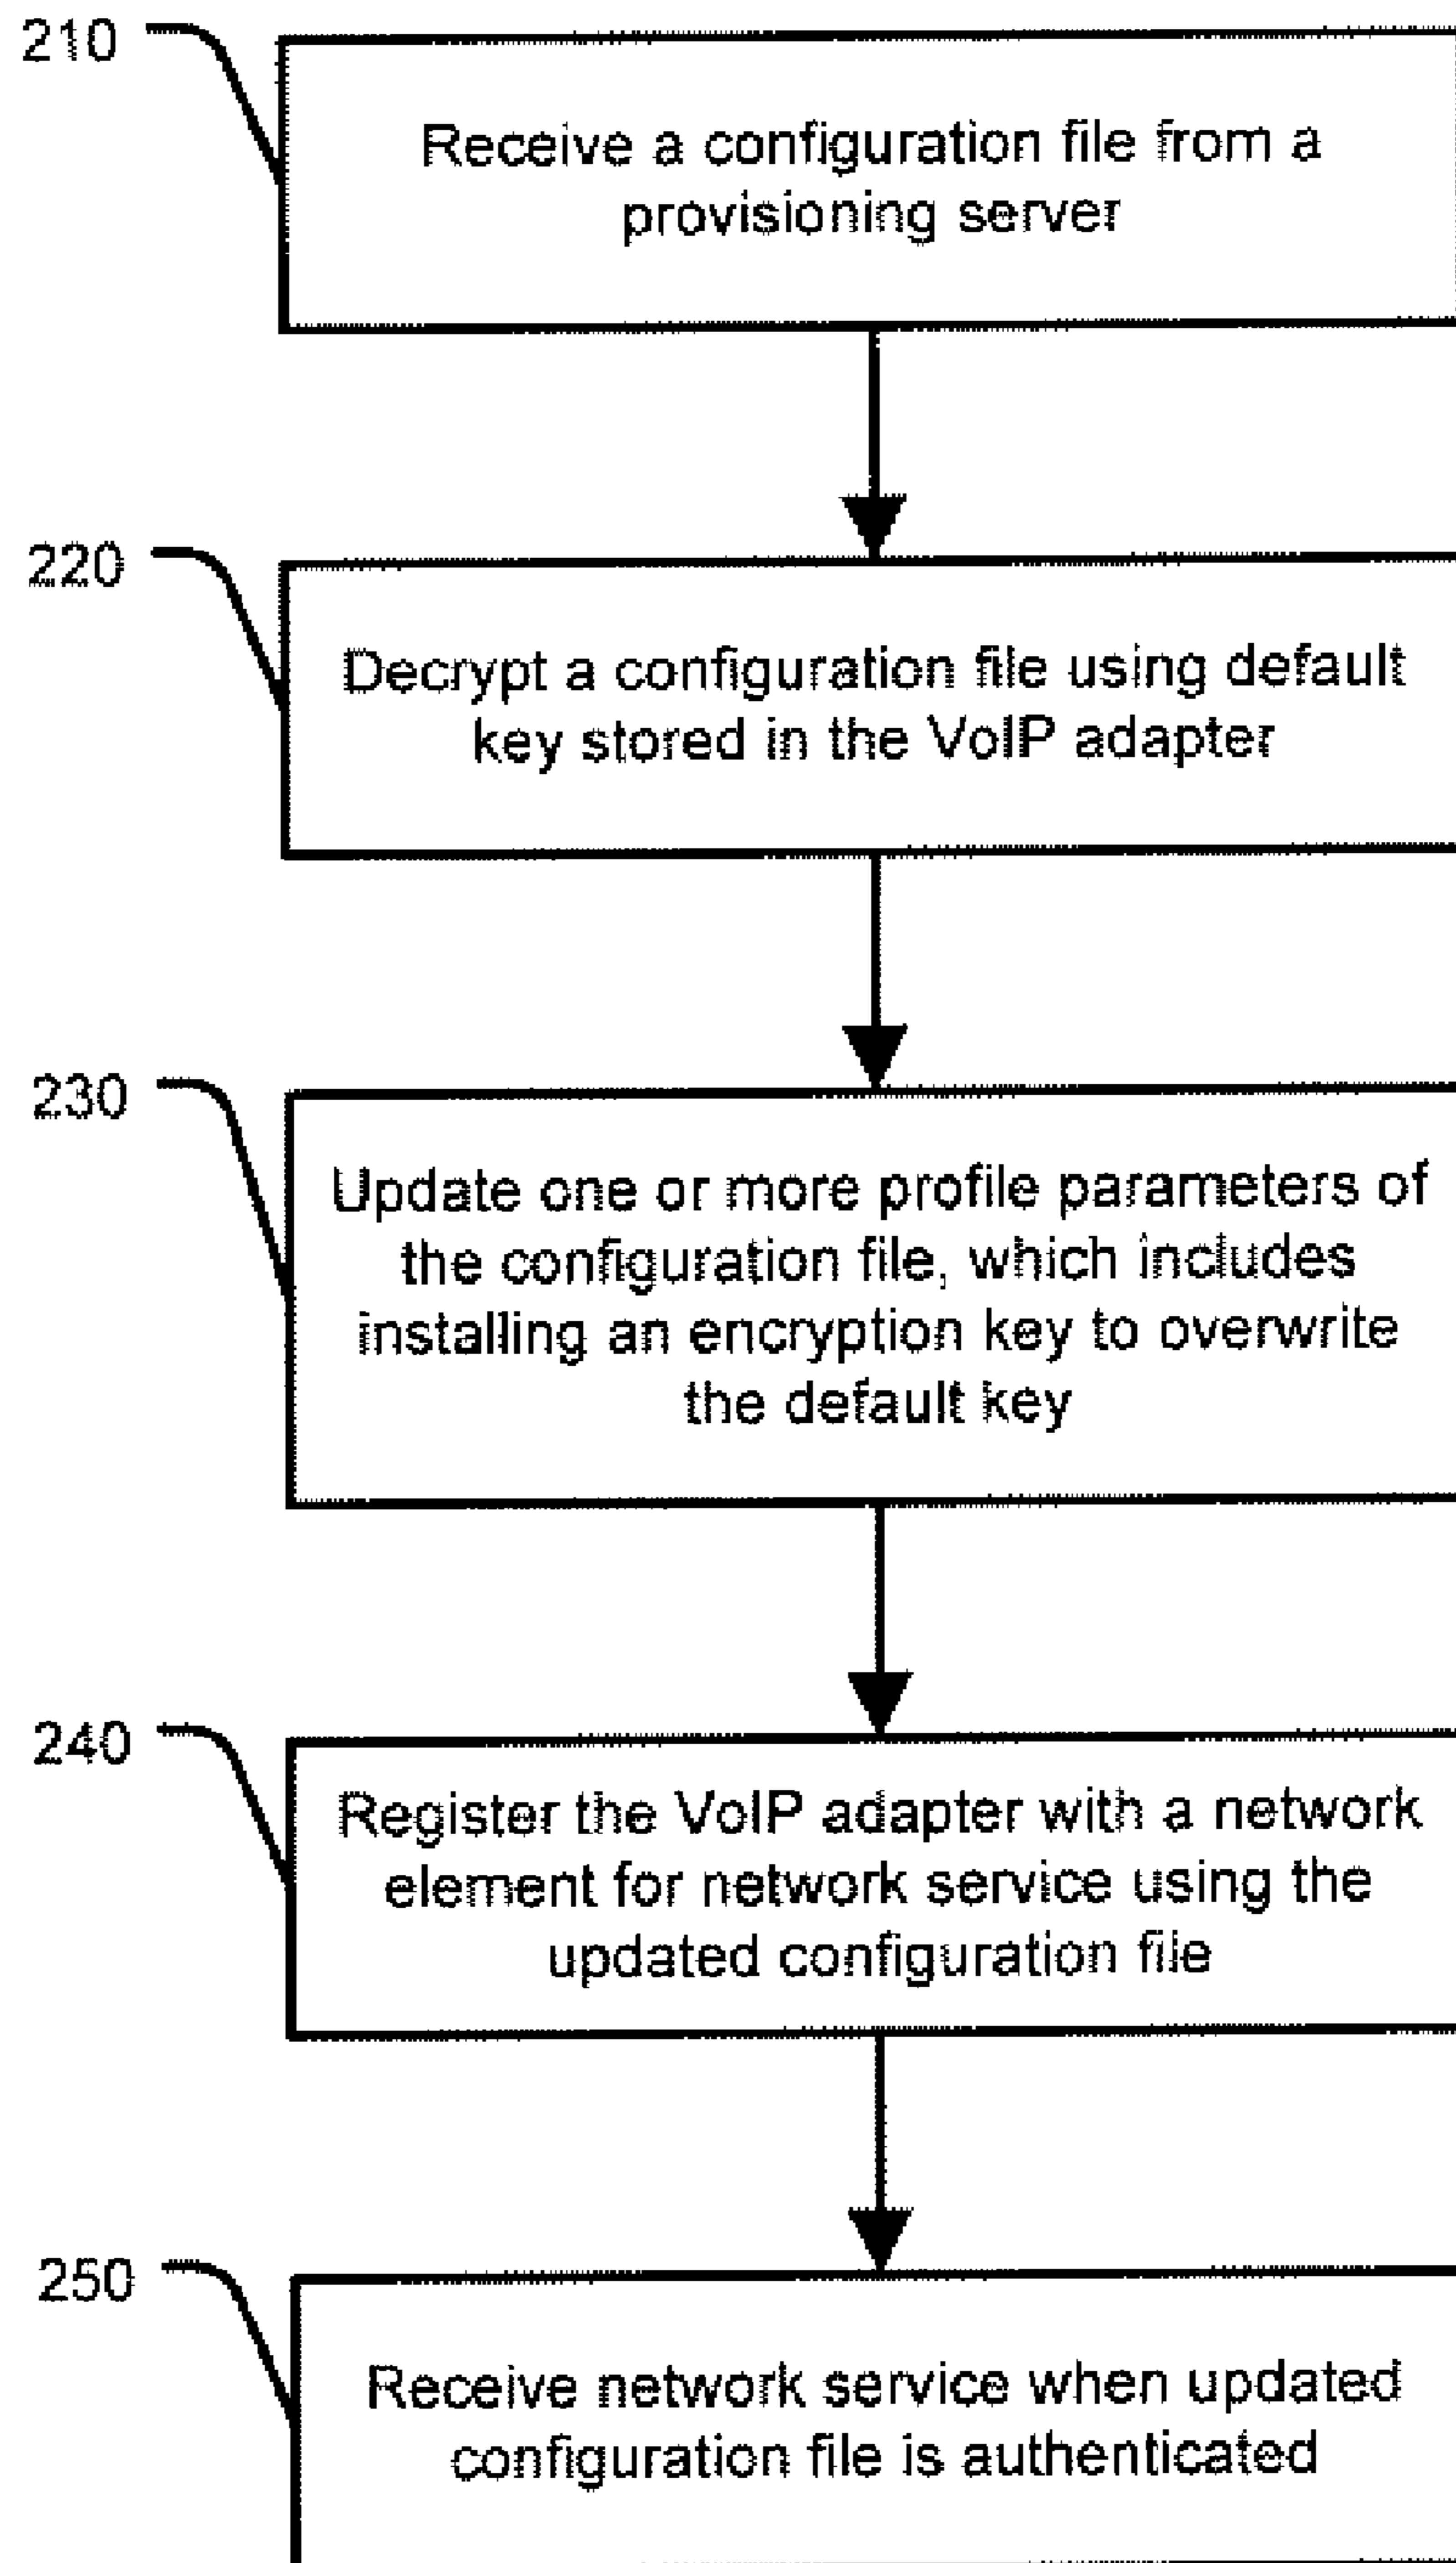 210
Receive a configuration file from a
provisioning server
220
Decrypt a configuration file using default
key stored in the VoIP adapter
230
Update one or more profile parameters of
the configuration file, which includes
installing an encryption key to overwrite
the default key
240
Register the VoIP adapter with a network
element for network service using the
updated configuration file
250
Receive network service when updated
configuration file is authenticated